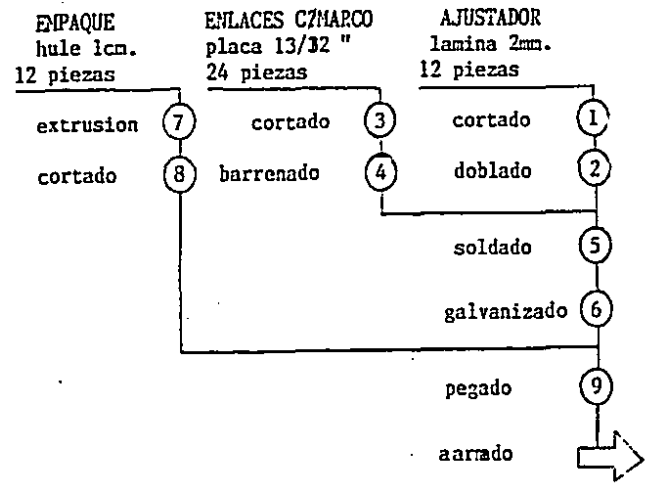 EMPAQUE
hule 1cm.
12 piezas
ENLACES C/MARCO
placa 13/32 "
24 piezas
AJUSTADOR
lamina 2mm.
12 piezas
extrusion 7
cortado 3
cortado 1
cortado 8
barrenado 4
doblado 2
soldado 5
galvanizado 6
pegado 9
aarmado